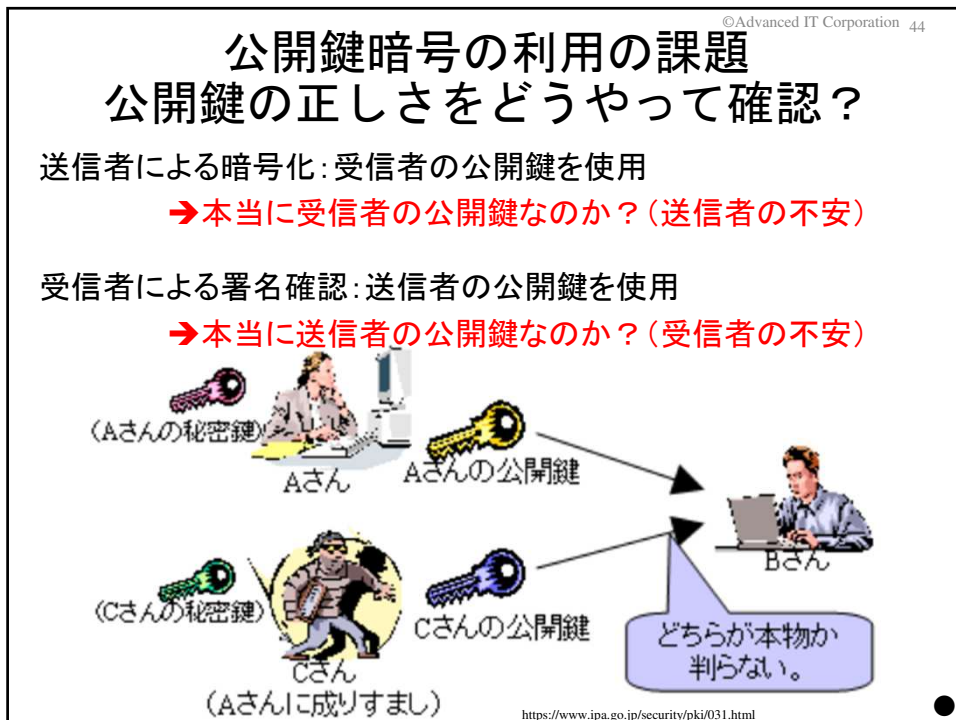 ©Advanced IT Corporation 44
公開鍵暗号の利用の課題
公開鍵の正しさをどうやって確認？
送信者による暗号化：受信者の公開鍵を使用
➔本当に受信者の公開鍵なのか？（送信者の不安）
受信者による署名確認：送信者の公開鍵を使用
➔本当に送信者の公開鍵なのか？（受信者の不安）
（Aさんの秘密鍵）
Aさん
Aさんの公開鍵
Bさん
（Cさんの秘密鍵）
Cさんの公開鍵
どちらが本物か
判らない。
Cさん
（Aさんに成りすまし）
https://www.ipa.go.jp/security/pki/031.html